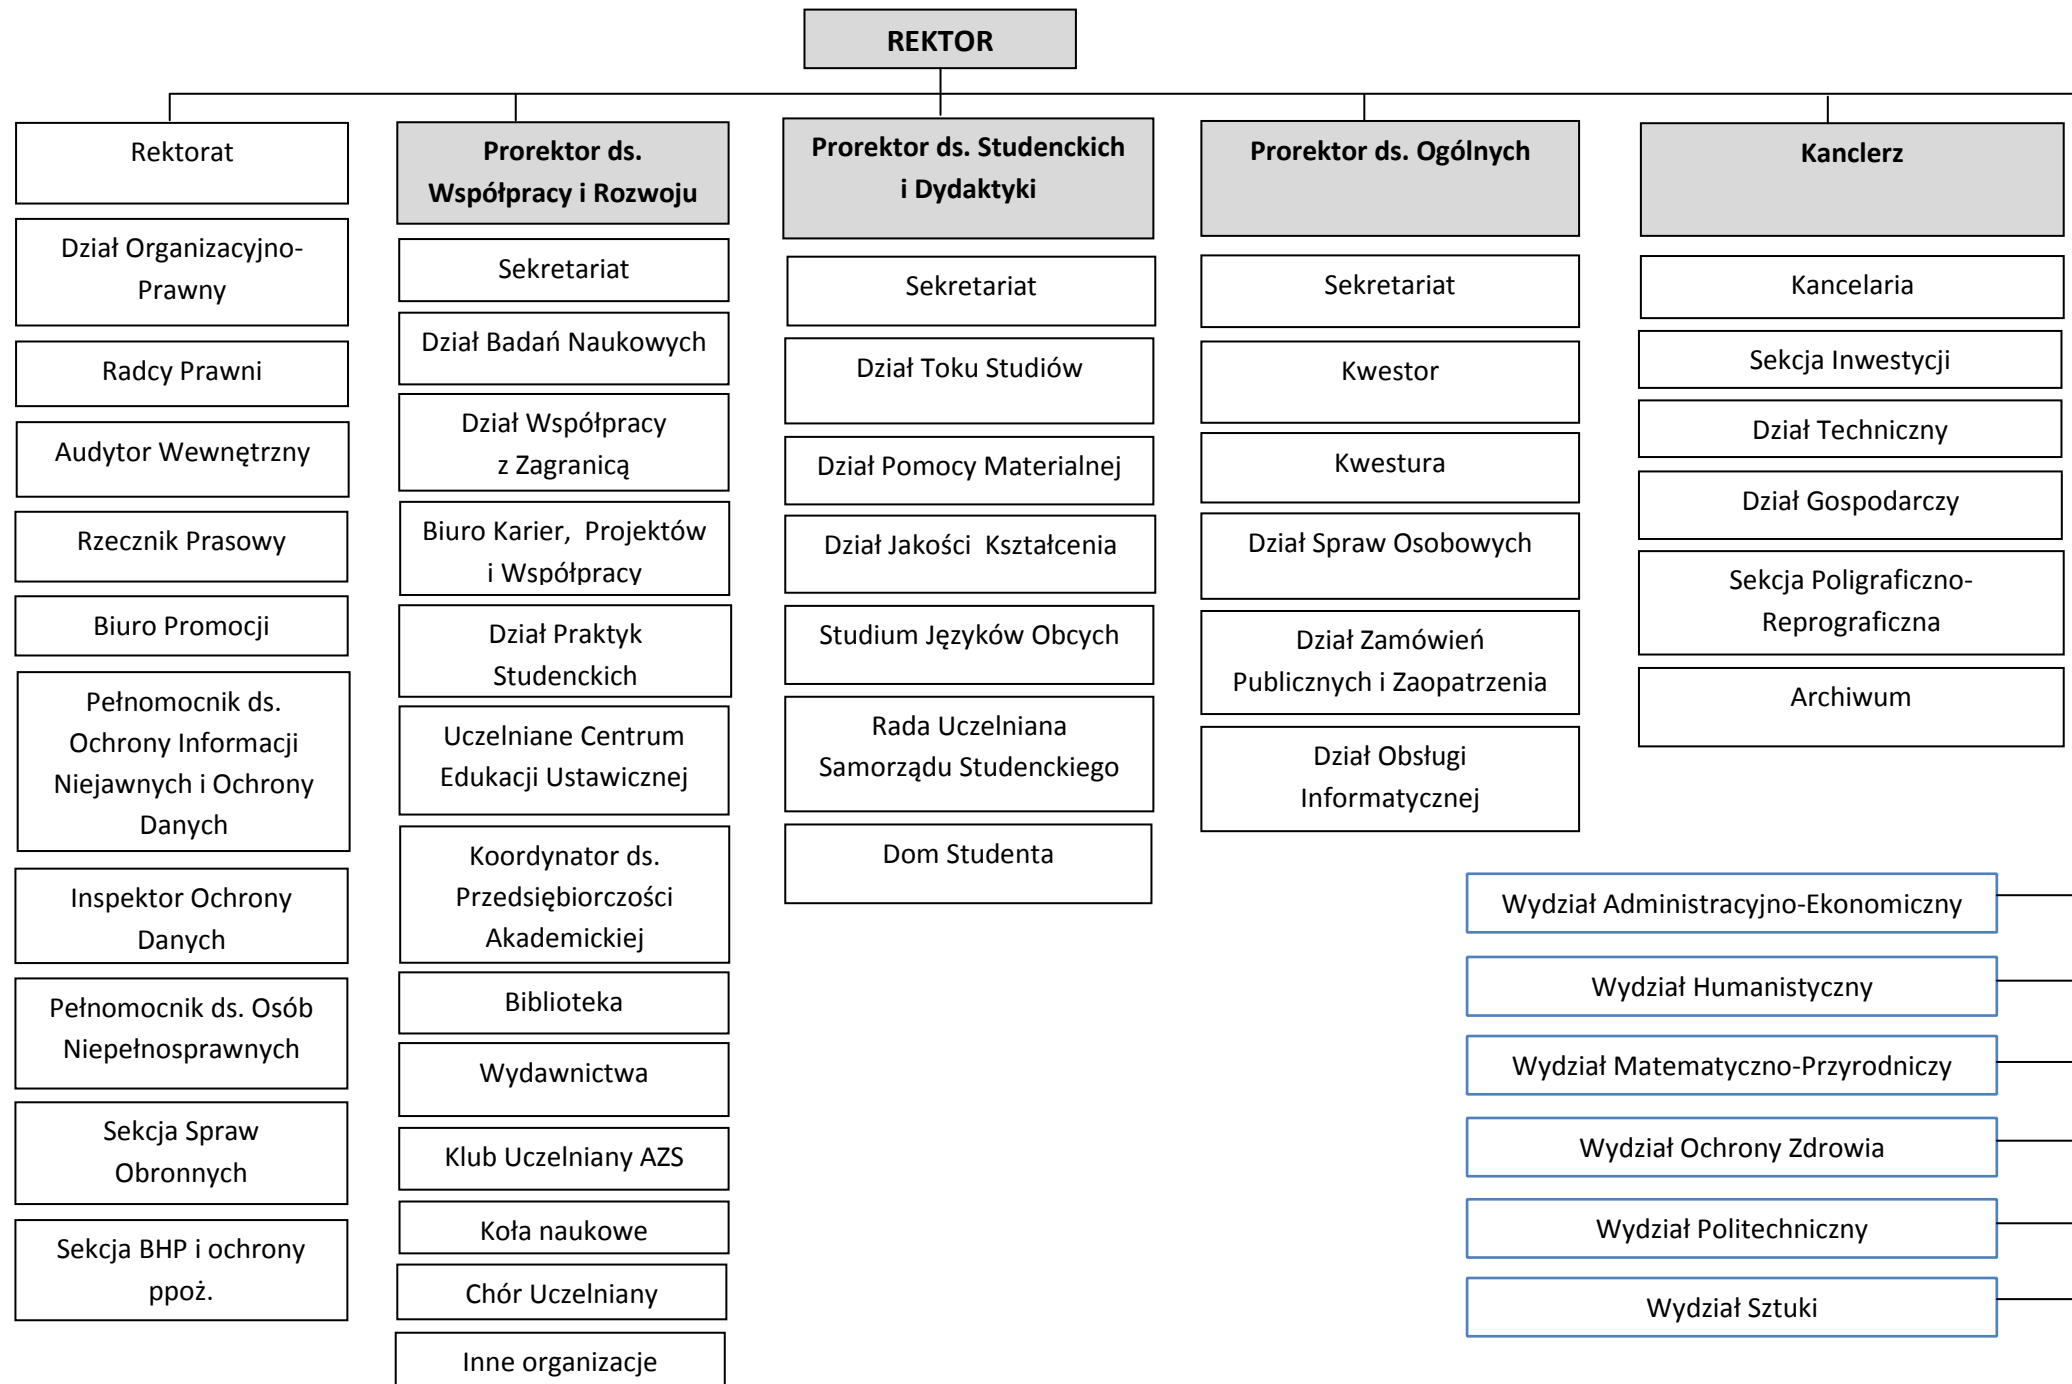 REKTOR
Rektorat
Dział Organizacyjno-
Prawny
Radcy Prawni
Audytor Wewnętrzny
Rzecznik Prasowy
Biuro Promocji
Pełnomocnik ds.
Ochrony Informacji
Niejawnych i Ochrony
Danych
Inspektor Ochrony
Danych
Pełnomocnik ds. Osób
Niepełnosprawnych
Sekcja Spraw
Obronnych
Sekcja BHP i ochrony
ppoż.
Prorektor ds.
Współpracy i Rozwoju
Sekretariat
Dział Badań Naukowych
Dział Współpracy
z Zagranicą
Biuro Karier, Projektów
i Współpracy
Dział Praktyk
Studenckich
Uczelniane Centrum
Edukacji Ustawicznej
Koordynator ds.
Przedsiębiorczości
Akademickiej
Biblioteka
Wydawnictwa
Klub Uczelniany AZS
Koła naukowe
Chór Uczelniany
Inne organizacje
Prorektor ds. Studenckich
i Dydaktyki
Sekretariat
Dział Toku Studiów
Dział Pomocy Materialnej
Dział Jakości Kształcenia
Studium Języków Obcych
Rada Uczelniana
Samorządu Studenckiego
Dom Studenta
Prorektor ds. Ogólnych
Sekretariat
Kwestor
Kwestura
Dział Spraw Osobowych
Dział Zamówień
Publicznych i Zaopatrzenia
Dział Obsługi
Informatycznej
Kanclerz
Kancelaria
Sekcja Inwestycji
Dział Techniczny
Dział Gospodarczy
Sekcja Poligraficzno-
Reprograficzna
Archiwum
Wydział Administracyjno-Ekonomiczny
Wydział Humanistyczny
Wydział Matematyczno-Przyrodniczy
Wydział Ochrony Zdrowia
Wydział Politechniczny
Wydział Sztuki